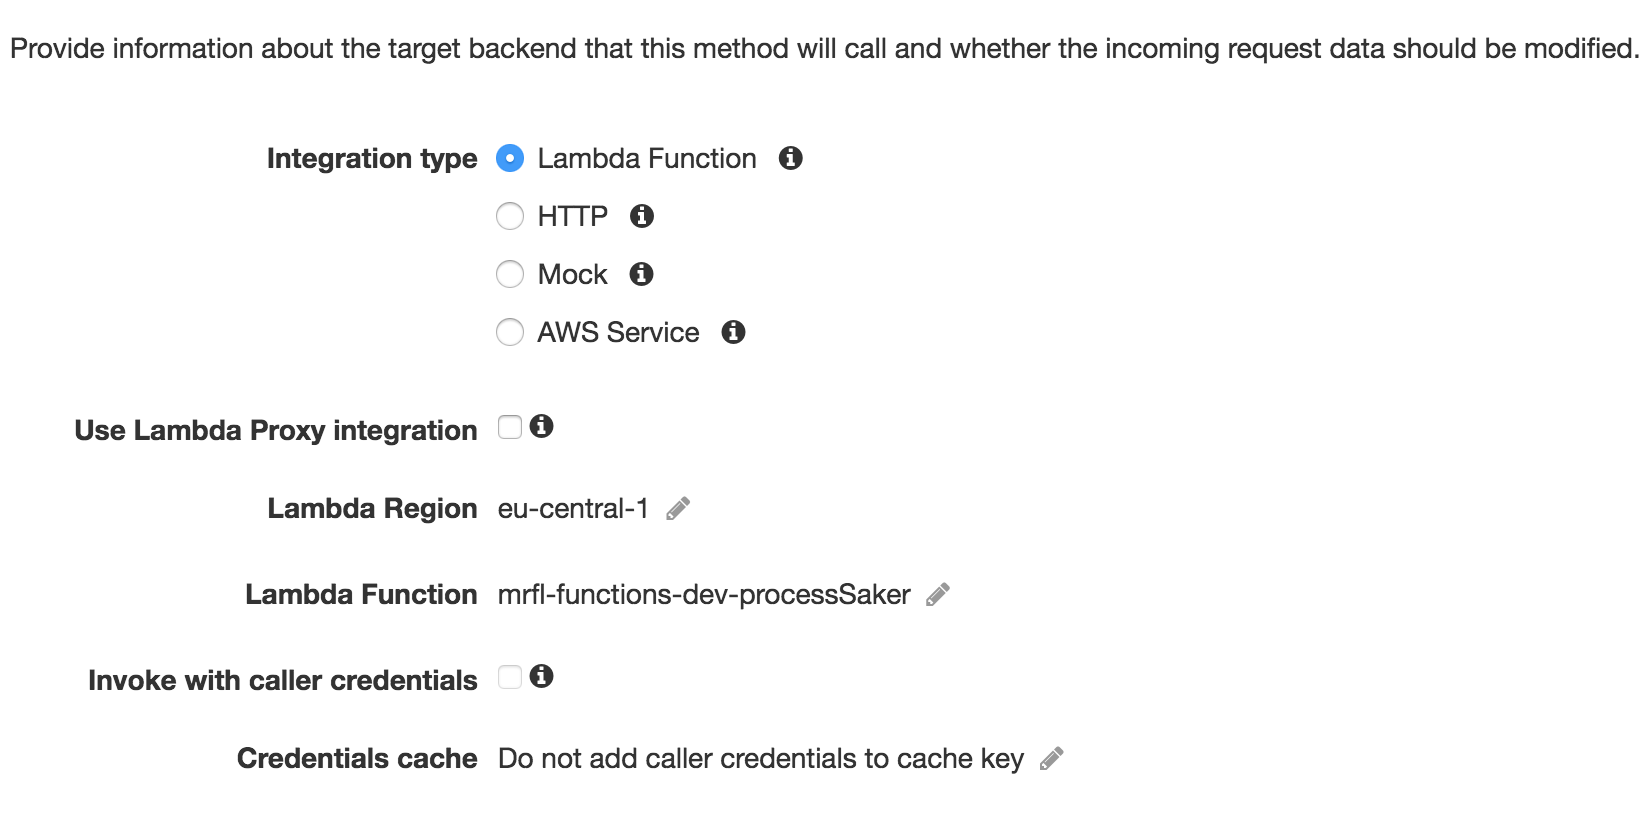 Provide information about the target backend that this method will call and whether the incoming request data should be modified.
Integration type Lambda Function
HTTP
Mock
AWS Service
Use Lambda Proxy integration
Lambda Region eu-central-1
Lambda Function mrfl-functions-dev-processSaker
Invoke with caller credentials
Credentials cache Do not add caller credentials to cache key